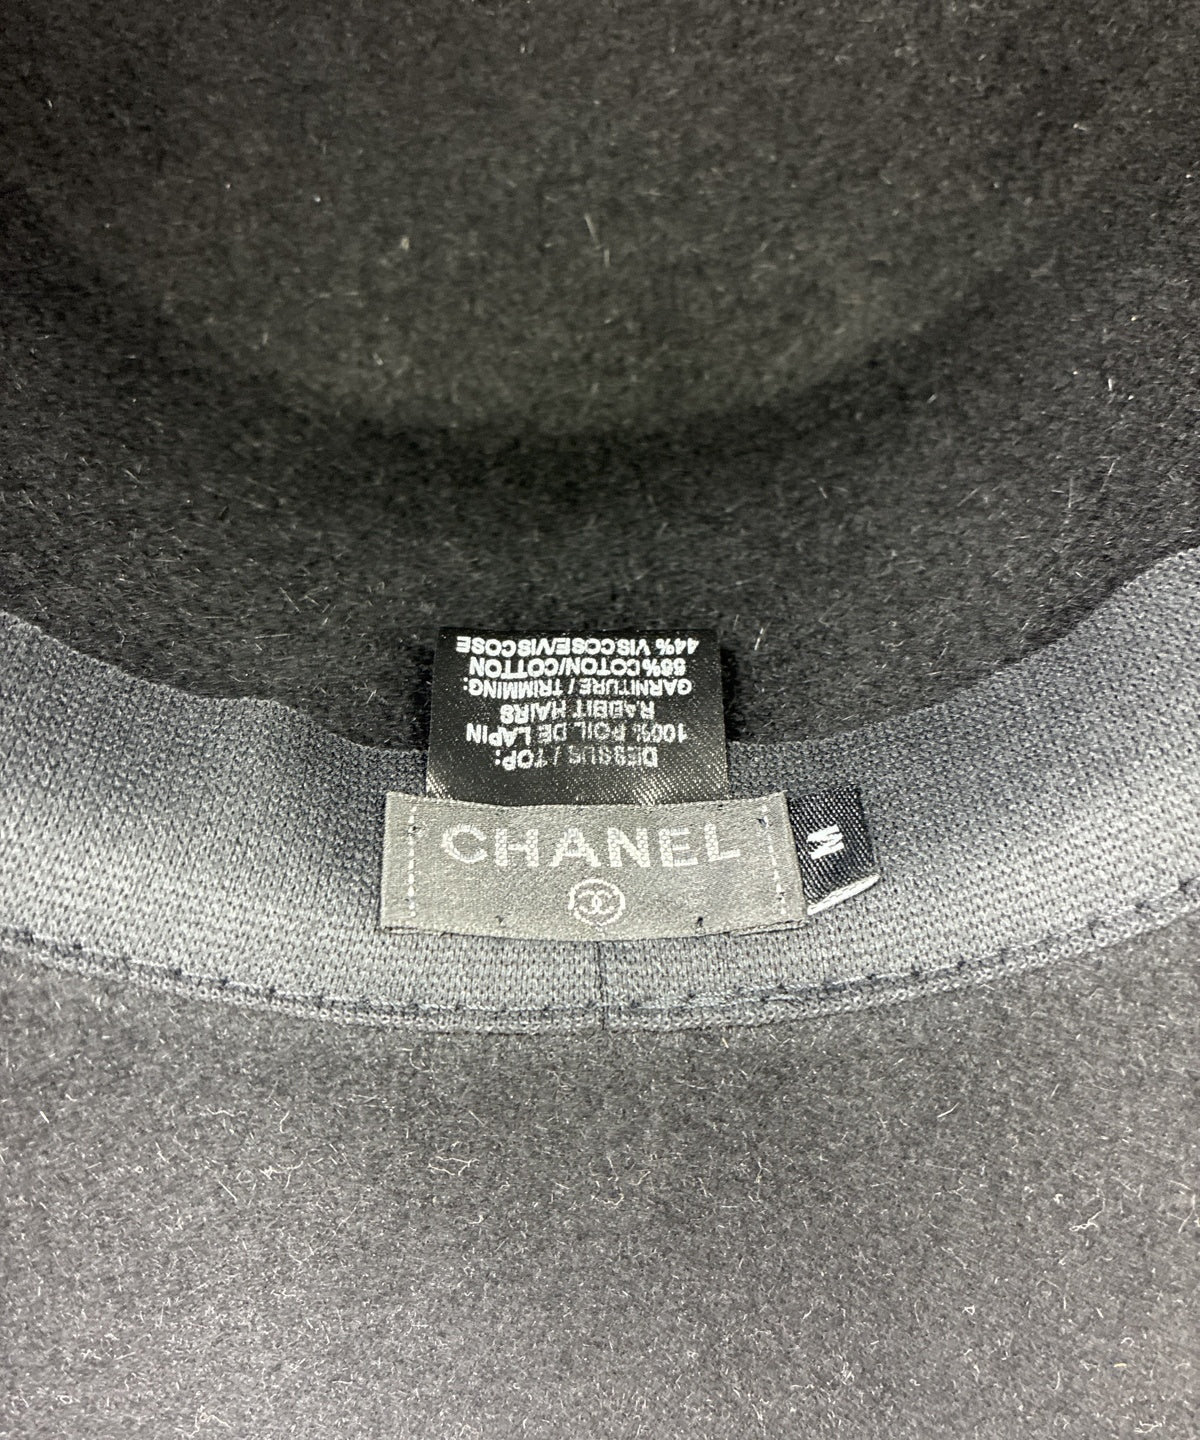 DESSUS / TOP:
100% POIL DE LAPIN
RABBIT HAIRS
GARNITURE / TRIMMING:
56% COTON/COTTON
44% VISCOSE/VISCOSE
CHANEL
M